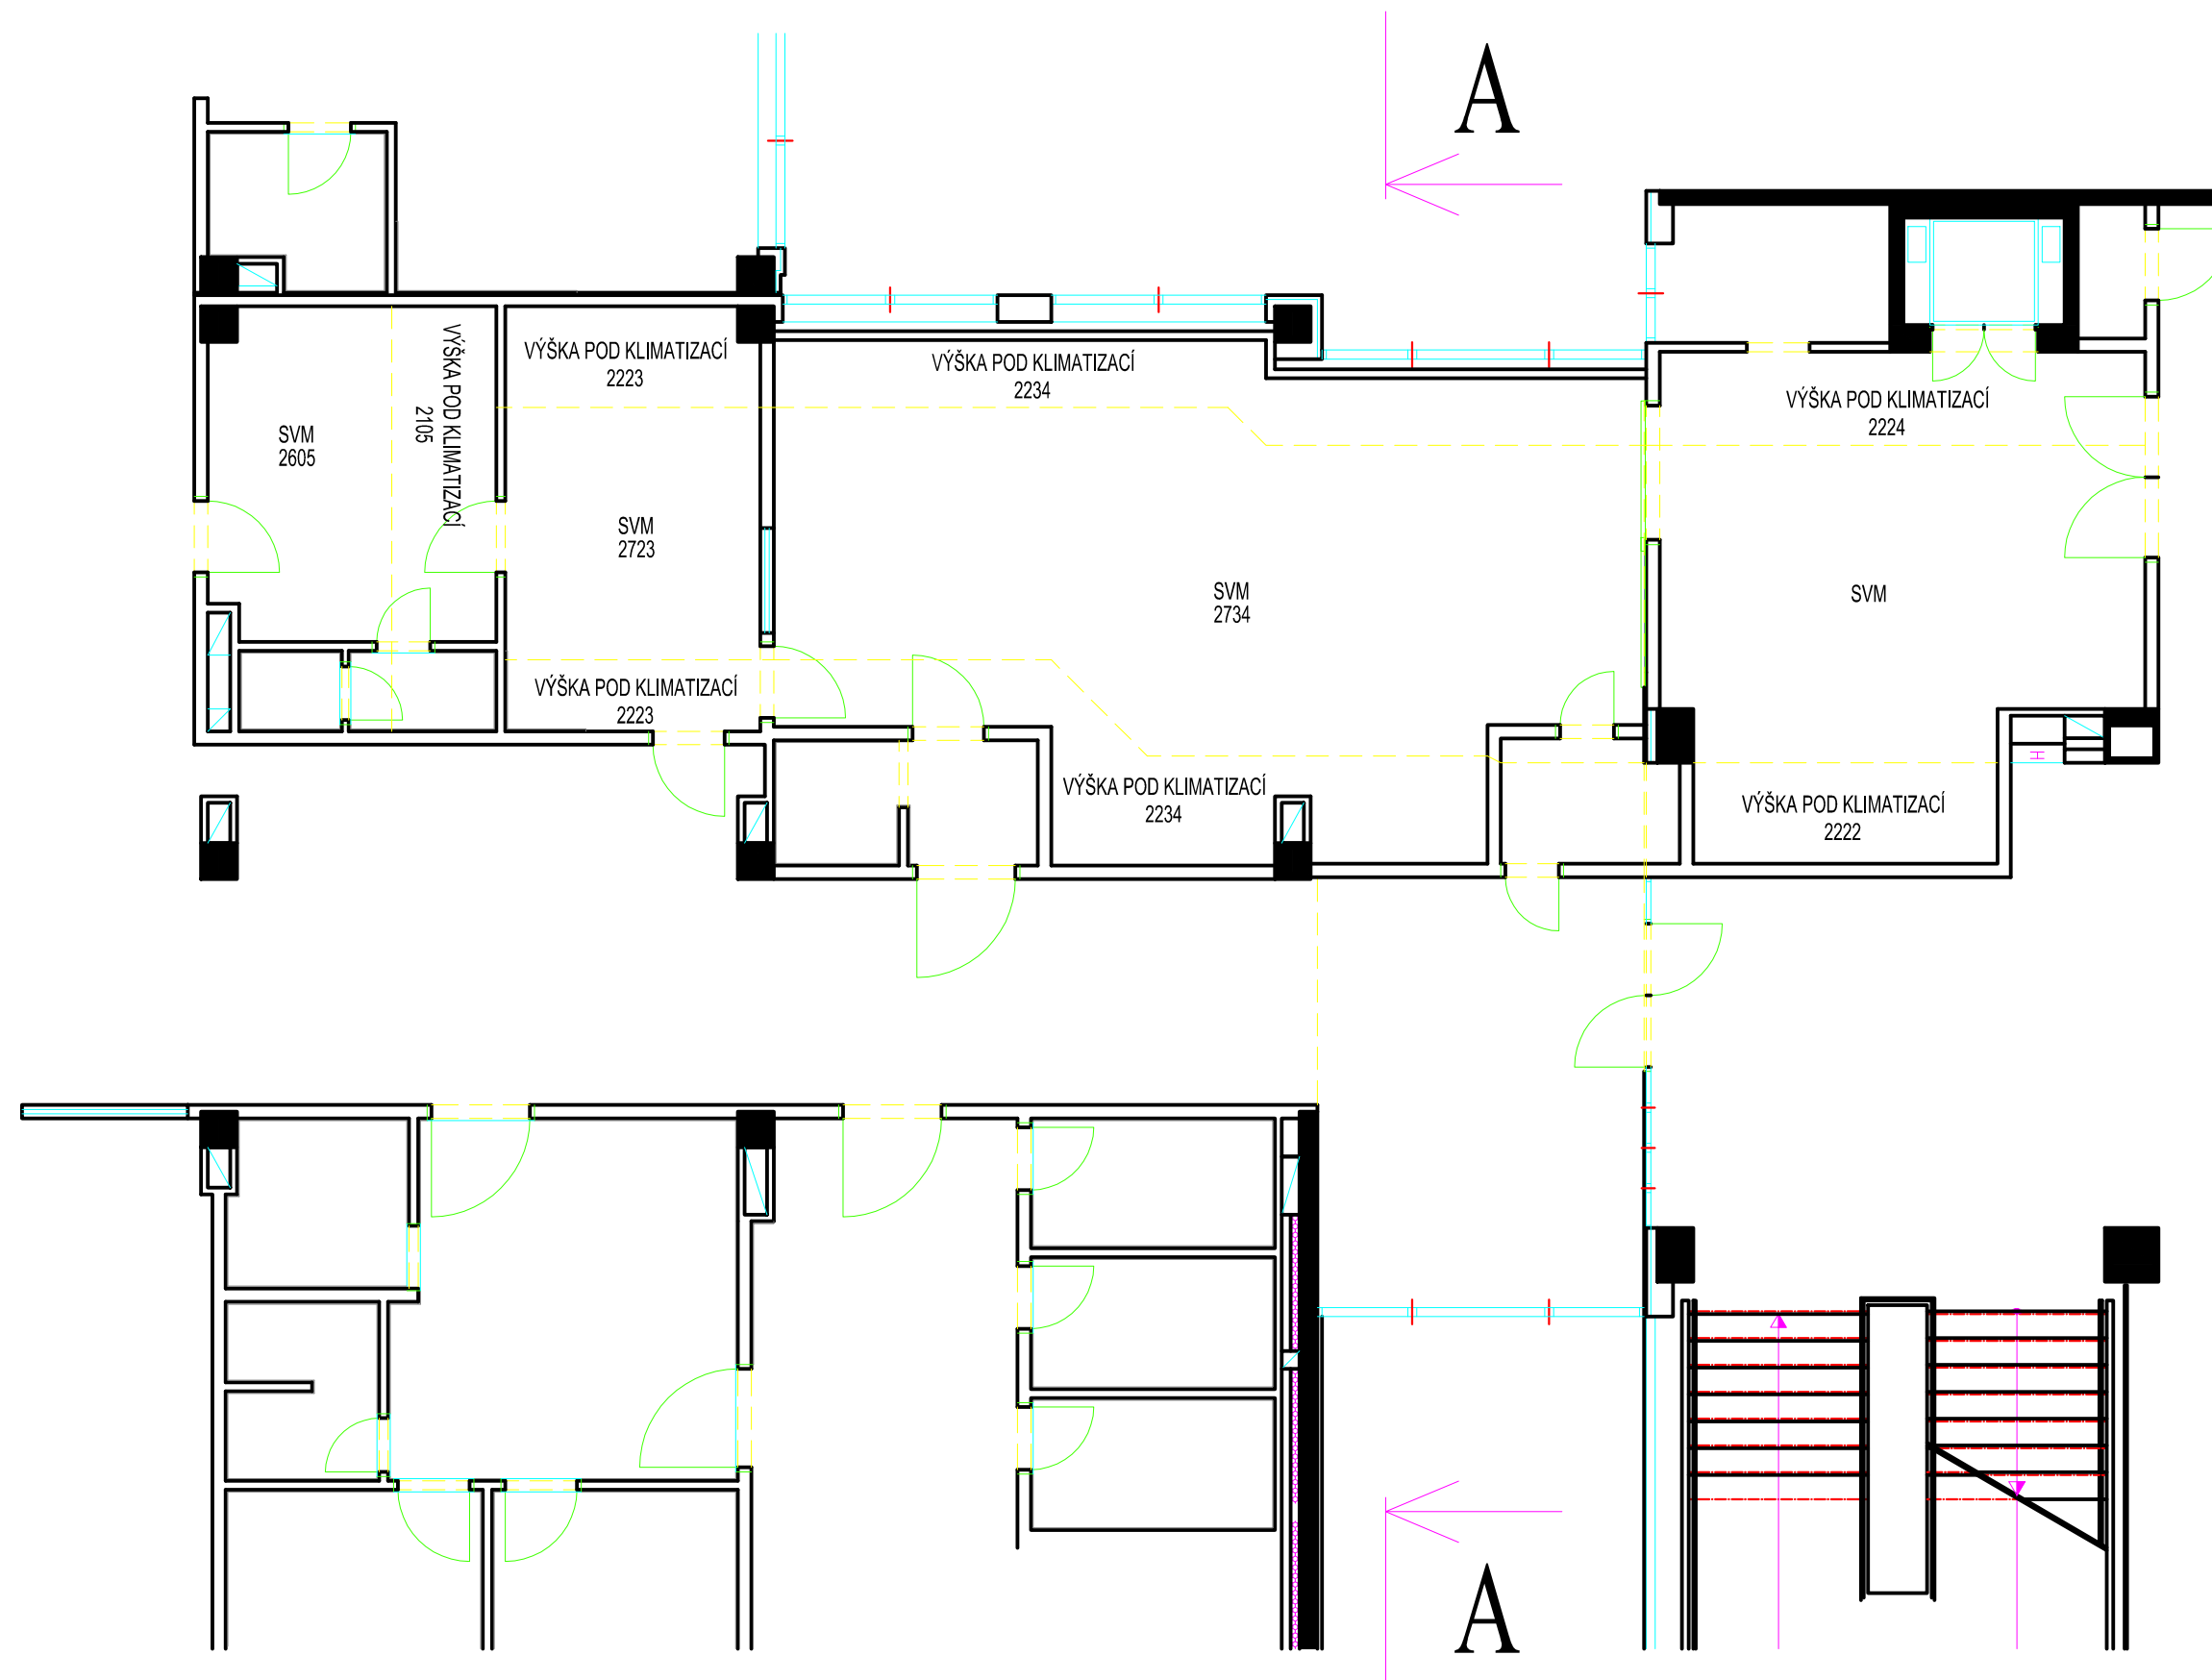 A
VÝŠKA POD KLIMATIZACÍ
2105
VÝŠKA POD KLIMATIZACÍ
2223
VÝŠKA POD KLIMATIZACÍ
2234
VÝŠKA POD KLIMATIZACÍ
2224
SVM
2605
SVM
2723
SVM
2734
SVM
VÝŠKA POD KLIMATIZACÍ
2223
H
VÝŠKA POD KLIMATIZACÍ
2234
VÝŠKA POD KLIMATIZACÍ
2222
A